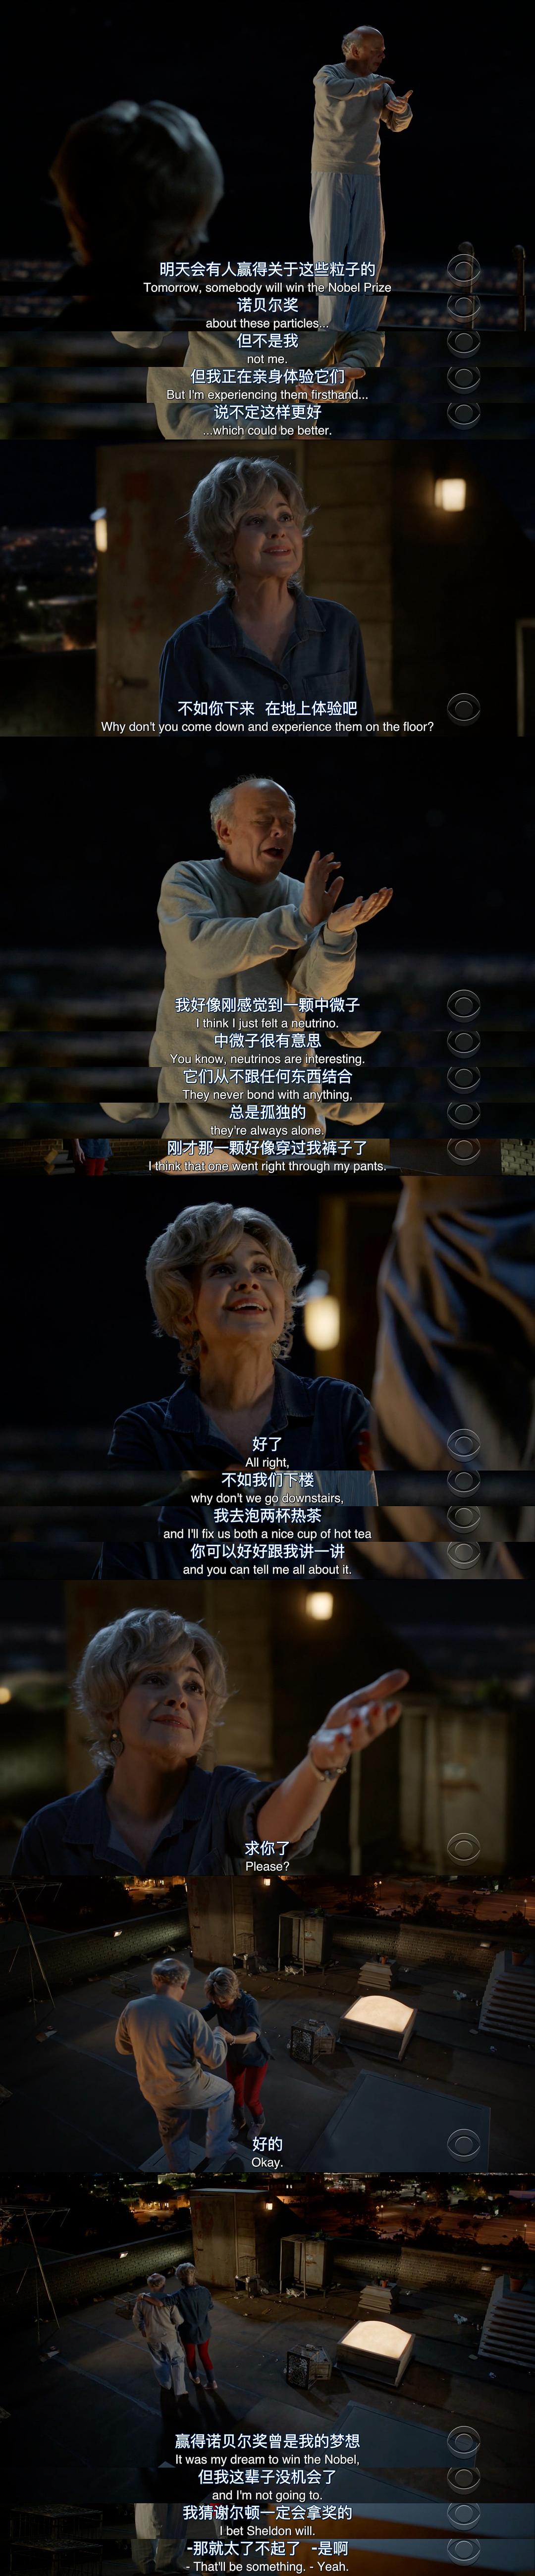 明天会有人赢得关于这些粒子的
Tomorrow, somebody will win the Nobel Prize
诺贝尔奖
about these particles...
但不是我
not me.
但我正在亲身体验它们
But I'm experiencing them firsthand...
说不定这样更好
...which could be better.
不如你下来 在地上体验吧
Why don't you come down and experience them on the floor?
我好像刚感觉到一颗中微子
I think I just felt a neutrino.
中微子很有意思
You know, neutrinos are interesting.
它们从不跟任何东西结合
They never bond with anything,
总是孤独的
they're always alone.
刚才那一颗好像穿过我裤子了
I think that one went right through my pants.
好了
All right,
不如我们下楼
why don't we go downstairs,
我去泡两杯热茶
and I'll fix us both a nice cup of hot tea
你可以好好跟我讲一讲
and you can tell me all about it.
求你了
Please?
好的
Okay.
赢得诺贝尔奖曾是我的梦想
It was my dream to win the Nobel,
但我这辈子没机会了
and I'm not going to.
我猜谢尔顿一定会拿奖的
I bet Sheldon will.
-那就太了不起了 -是啊
- That'll be something. - Yeah.